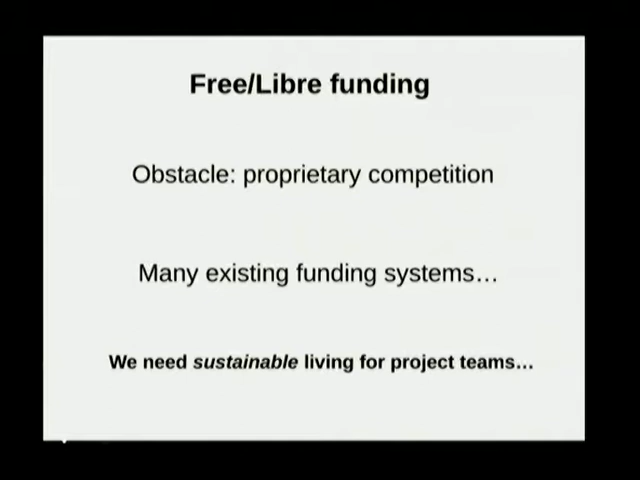 Free/Libre funding
Obstacle: proprietary competition
Many existing funding systems…
We need sustainable living for project teams…